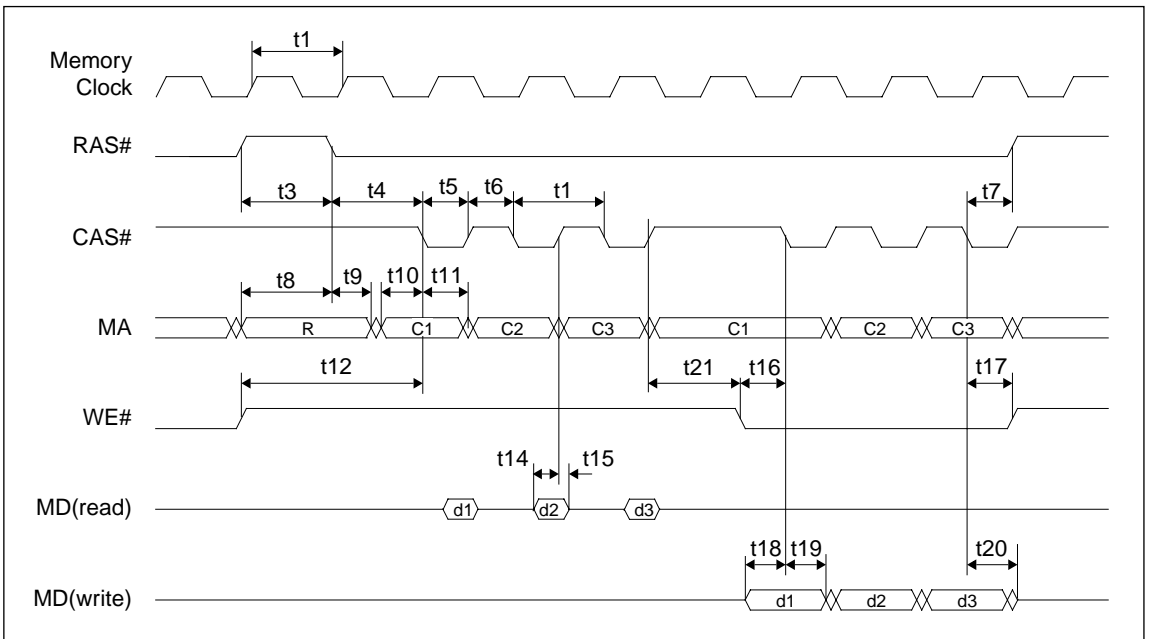 t1
Memory
Clock
RAS#
t3 t4 t5 t6 t1 t7
CAS#
t8 t9 t10 t11
MA R C1 C2 C3 C1 C2 C3
t12 t21 t16 t17
WE#
t14 t15
MD(read) d1 d2 d3
t18 t19 t20
MD(write) d1 d2 d3